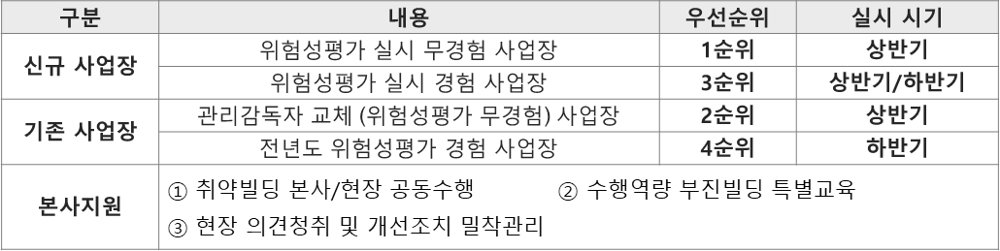 구분 내용 우선순위 실시 시기
신규 사업장 위험성평가 실시 무경험 사업장 1순위 상반기
위험성평가 실시 경험 사업장 3순위 상반기/하반기
기존 사업장 관리감독자 교체 (위험성평가 무경험) 사업장 2순위 상반기
전년도 위험성평가 경험 사업장 4순위 하반기
본사지원 ① 취약빌딩 본사/현장 공동수행 ② 수행역량 부진빌딩 특별교육
③ 현장 의견청취 및 개선조치 밀착관리